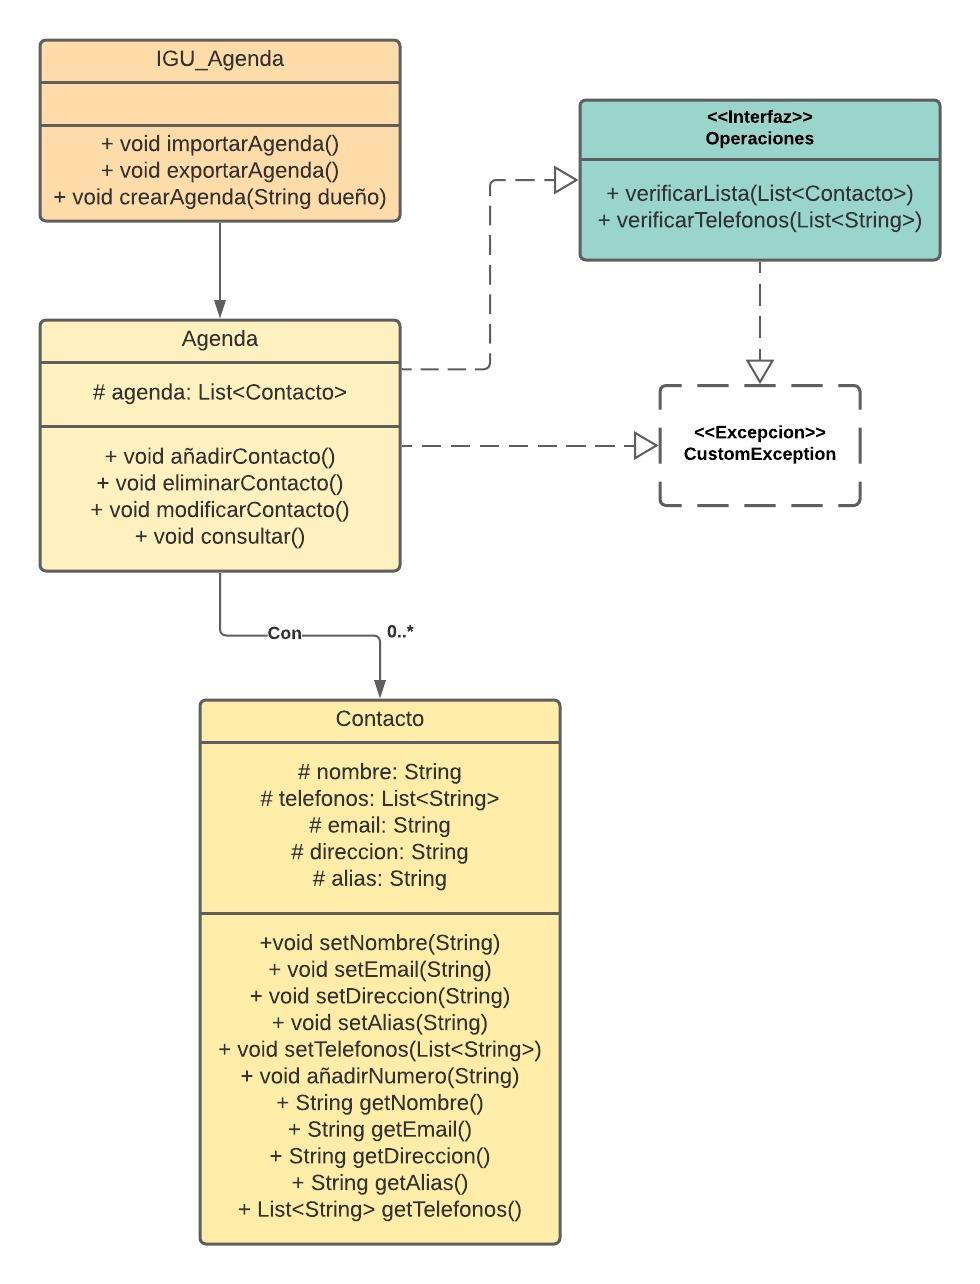 IGU_Agenda
+ void importarAgenda()
+ void exportarAgenda()
+ void crearAgenda(String dueño)
<<Interfaz>>
Operaciones
+ verificarLista(List<Contacto>)
+ verificarTelefonos(List<String>)
Agenda
# agenda: List<Contacto>
+ void añadirContacto()
+ void eliminarContacto()
+ void modificarContacto()
+ void consultar()
<<Excepcion>>
CustomException
Con
0..*
Contacto
# nombre: String
# telefonos: List<String>
# email: String
# direccion: String
# alias: String
+void setNombre(String)
+ void setEmail(String)
+ void setDireccion(String)
+ void setAlias(String)
+ void setTelefonos(List<String>)
+ void añadirNumero(String)
+ String getNombre()
+ String getEmail()
+ String getDireccion()
+ String getAlias()
+ List<String> getTelefonos()